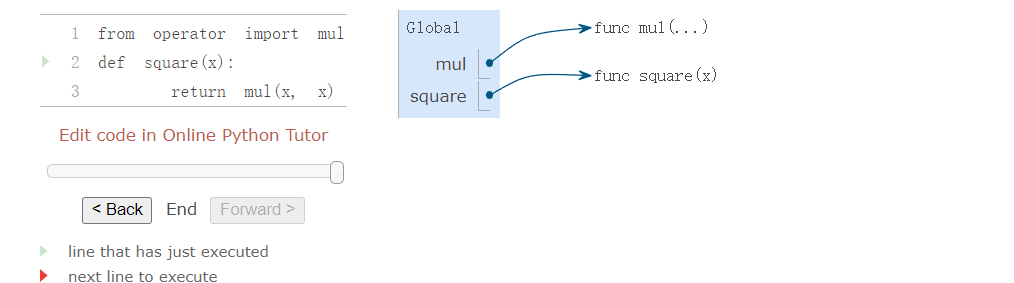 1 from operator import mul
2 def square(x):
3 return mul(x, x)
Edit code in Online Python Tutor
< Back End Forward >
line that has just executed
next line to execute
Global
mul
square
func mul(...)
func square(x)